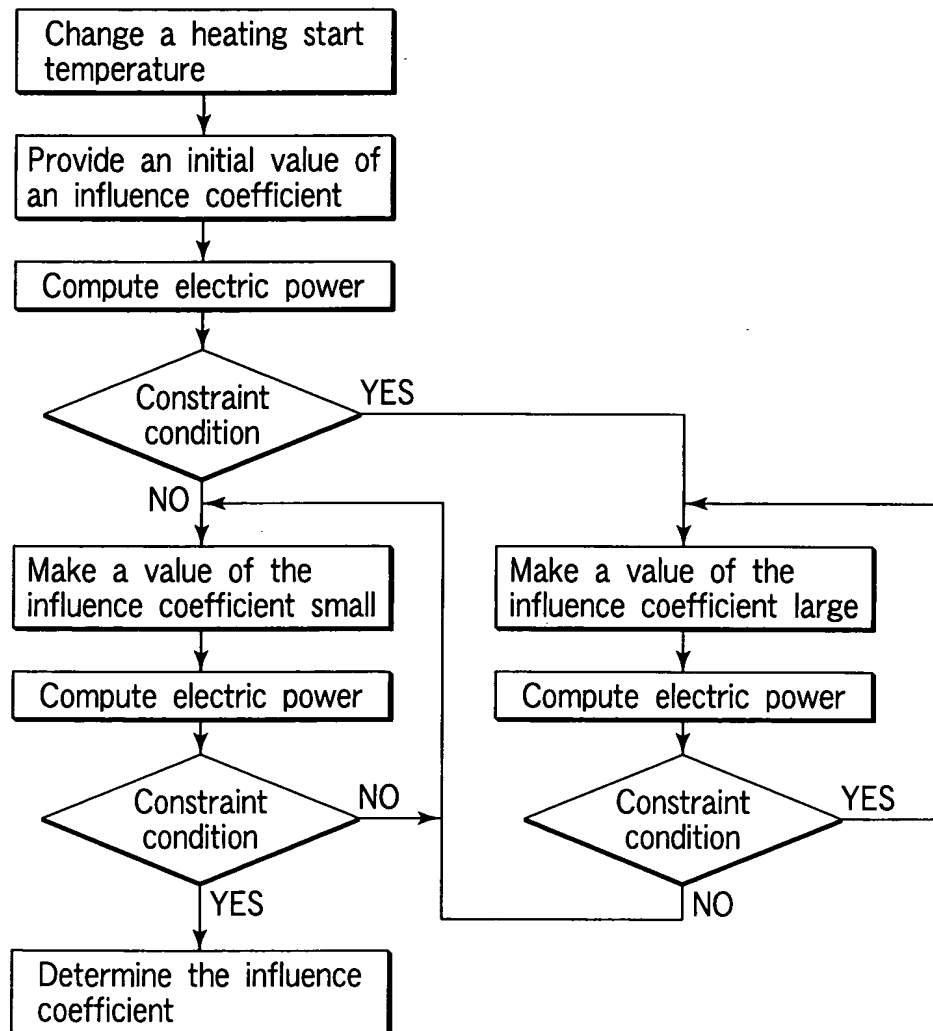 Change a heating start
temperature
Provide an initial value of
an influence coefficient
Compute electric power
Constraint
condition
YES
NO
Make a value of the
influence coefficient small
Compute electric power
Constraint
condition
NO
YES
Determine the influence
coefficient
Make a value of the
influence coefficient large
Compute electric power
Constraint
condition
YES
NO